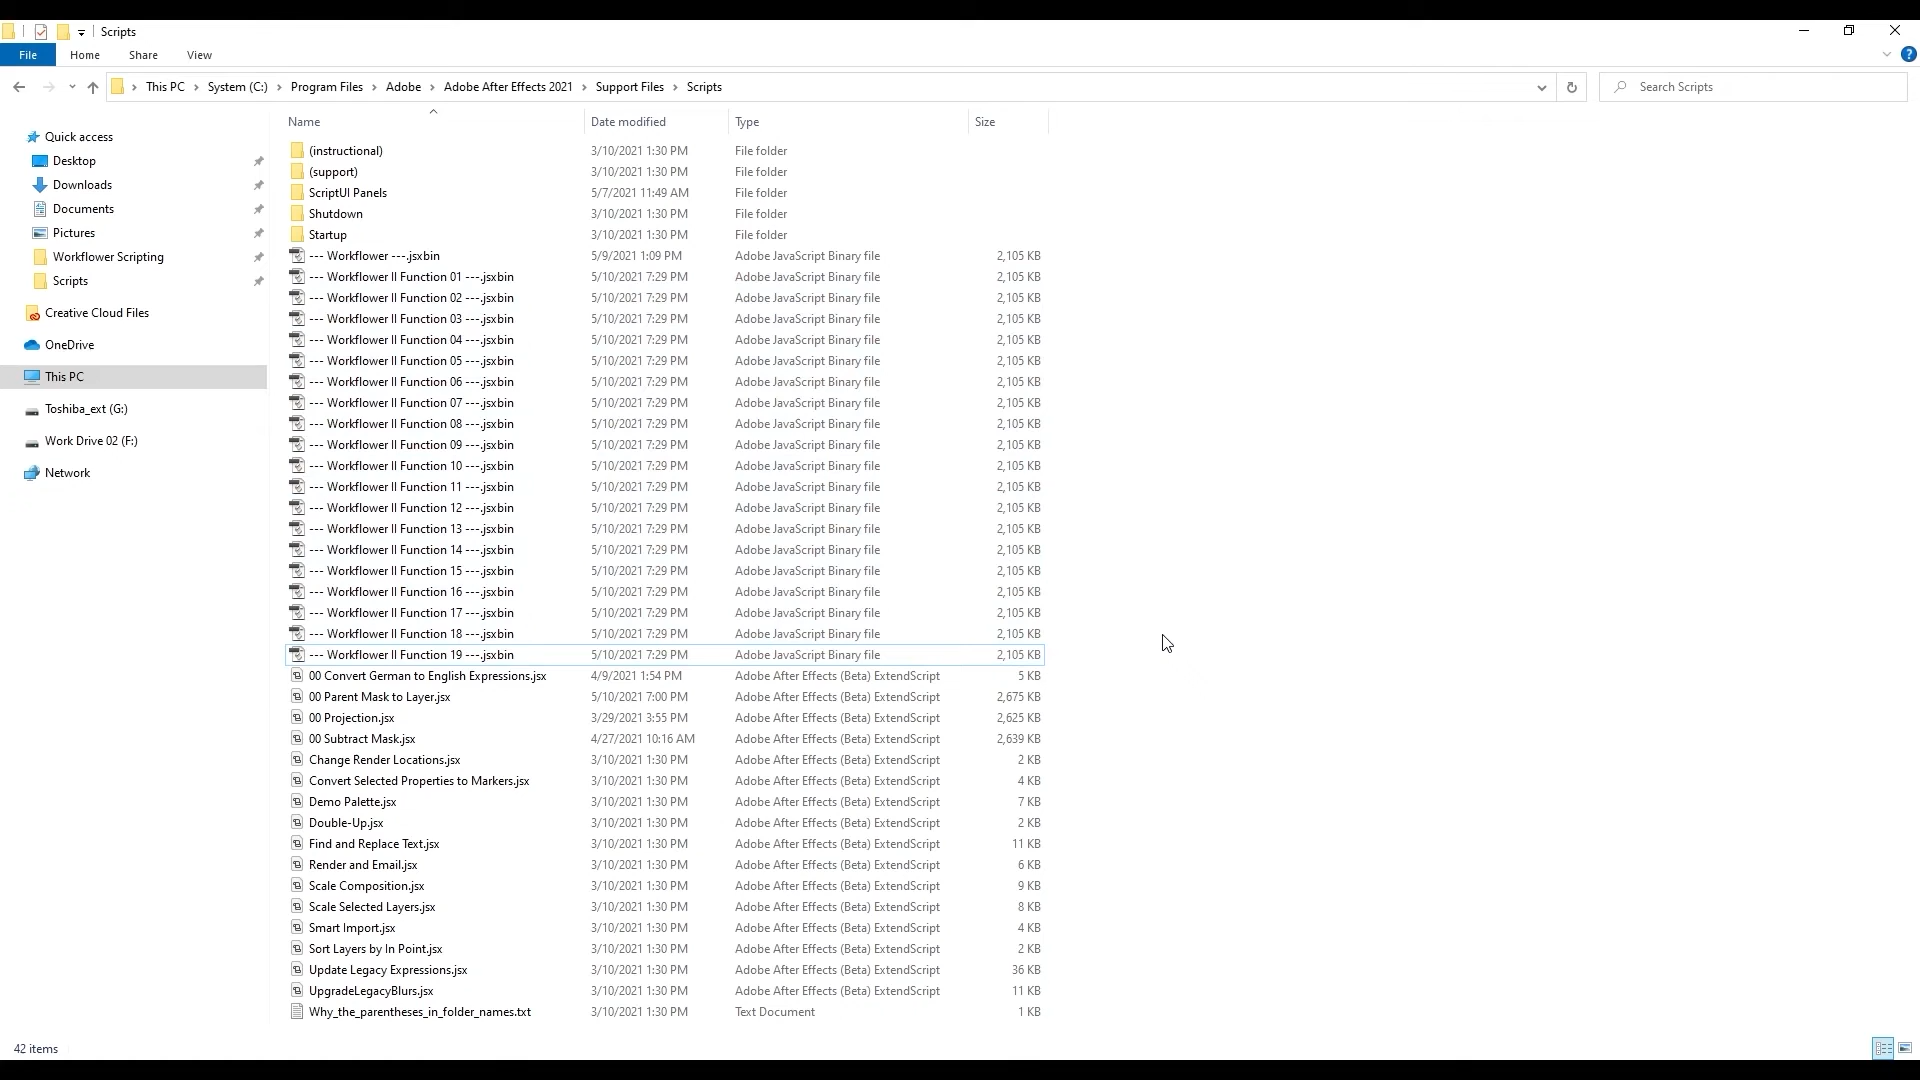 Scripts
File Home Share View
This PC System (C:) Program Files Adobe Adobe After Effects 2021 Support Files Scripts Search Scripts
Name Date modified Type Size
Quick access
Desktop
Downloads
Documents
Pictures
Workflower Scripting
Scripts
Creative Cloud Files
OneDrive
This PC
Toshiba_ext (G:)
Work Drive 02 (F:)
Network
(instructional) 3/10/2021 1:30 PM File folder
(support) 3/10/2021 1:30 PM File folder
ScriptUI Panels 5/7/2021 11:49 AM File folder
Shutdown 3/10/2021 1:30 PM File folder
Startup 3/10/2021 1:30 PM File folder
--- Workflower ---.jsxbin 5/9/2021 1:09 PM Adobe JavaScript Binary file 2,105 KB
--- Workflower II Function 01 ---.jsxbin 5/10/2021 7:29 PM Adobe JavaScript Binary file 2,105 KB
--- Workflower II Function 02 ---.jsxbin 5/10/2021 7:29 PM Adobe JavaScript Binary file 2,105 KB
--- Workflower II Function 03 ---.jsxbin 5/10/2021 7:29 PM Adobe JavaScript Binary file 2,105 KB
--- Workflower II Function 04 ---.jsxbin 5/10/2021 7:29 PM Adobe JavaScript Binary file 2,105 KB
--- Workflower II Function 05 ---.jsxbin 5/10/2021 7:29 PM Adobe JavaScript Binary file 2,105 KB
--- Workflower II Function 06 ---.jsxbin 5/10/2021 7:29 PM Adobe JavaScript Binary file 2,105 KB
--- Workflower II Function 07 ---.jsxbin 5/10/2021 7:29 PM Adobe JavaScript Binary file 2,105 KB
--- Workflower II Function 08 ---.jsxbin 5/10/2021 7:29 PM Adobe JavaScript Binary file 2,105 KB
--- Workflower II Function 09 ---.jsxbin 5/10/2021 7:29 PM Adobe JavaScript Binary file 2,105 KB
--- Workflower II Function 10 ---.jsxbin 5/10/2021 7:29 PM Adobe JavaScript Binary file 2,105 KB
--- Workflower II Function 11 ---.jsxbin 5/10/2021 7:29 PM Adobe JavaScript Binary file 2,105 KB
--- Workflower II Function 12 ---.jsxbin 5/10/2021 7:29 PM Adobe JavaScript Binary file 2,105 KB
--- Workflower II Function 13 ---.jsxbin 5/10/2021 7:29 PM Adobe JavaScript Binary file 2,105 KB
--- Workflower II Function 14 ---.jsxbin 5/10/2021 7:29 PM Adobe JavaScript Binary file 2,105 KB
--- Workflower II Function 15 ---.jsxbin 5/10/2021 7:29 PM Adobe JavaScript Binary file 2,105 KB
--- Workflower II Function 16 ---.jsxbin 5/10/2021 7:29 PM Adobe JavaScript Binary file 2,105 KB
--- Workflower II Function 17 ---.jsxbin 5/10/2021 7:29 PM Adobe JavaScript Binary file 2,105 KB
--- Workflower II Function 18 ---.jsxbin 5/10/2021 7:29 PM Adobe JavaScript Binary file 2,105 KB
--- Workflower II Function 19 ---.jsxbin 5/10/2021 7:29 PM Adobe JavaScript Binary file 2,105 KB
00 Convert German to English Expressions.jsx 4/9/2021 1:54 PM Adobe After Effects (Beta) ExtendScript 5 KB
00 Parent Mask to Layer.jsx 5/10/2021 7:00 PM Adobe After Effects (Beta) ExtendScript 2,675 KB
00 Projection.jsx 3/29/2021 3:55 PM Adobe After Effects (Beta) ExtendScript 2,625 KB
00 Subtract Mask.jsx 4/27/2021 10:16 AM Adobe After Effects (Beta) ExtendScript 2,639 KB
Change Render Locations.jsx 3/10/2021 1:30 PM Adobe After Effects (Beta) ExtendScript 2 KB
Convert Selected Properties to Markers.jsx 3/10/2021 1:30 PM Adobe After Effects (Beta) ExtendScript 4 KB
Demo Palette.jsx 3/10/2021 1:30 PM Adobe After Effects (Beta) ExtendScript 7 KB
Double-Up.jsx 3/10/2021 1:30 PM Adobe After Effects (Beta) ExtendScript 2 KB
Find and Replace Text.jsx 3/10/2021 1:30 PM Adobe After Effects (Beta) ExtendScript 11 KB
Render and Email.jsx 3/10/2021 1:30 PM Adobe After Effects (Beta) ExtendScript 6 KB
Scale Composition.jsx 3/10/2021 1:30 PM Adobe After Effects (Beta) ExtendScript 9 KB
Scale Selected Layers.jsx 3/10/2021 1:30 PM Adobe After Effects (Beta) ExtendScript 8 KB
Smart Import.jsx 3/10/2021 1:30 PM Adobe After Effects (Beta) ExtendScript 4 KB
Sort Layers by In Point.jsx 3/10/2021 1:30 PM Adobe After Effects (Beta) ExtendScript 2 KB
Update Legacy Expressions.jsx 3/10/2021 1:30 PM Adobe After Effects (Beta) ExtendScript 36 KB
UpgradeLegacyBlurs.jsx 3/10/2021 1:30 PM Adobe After Effects (Beta) ExtendScript 11 KB
Why_the_parentheses_in_folder_names.txt 3/10/2021 1:30 PM Text Document 1 KB
42 items